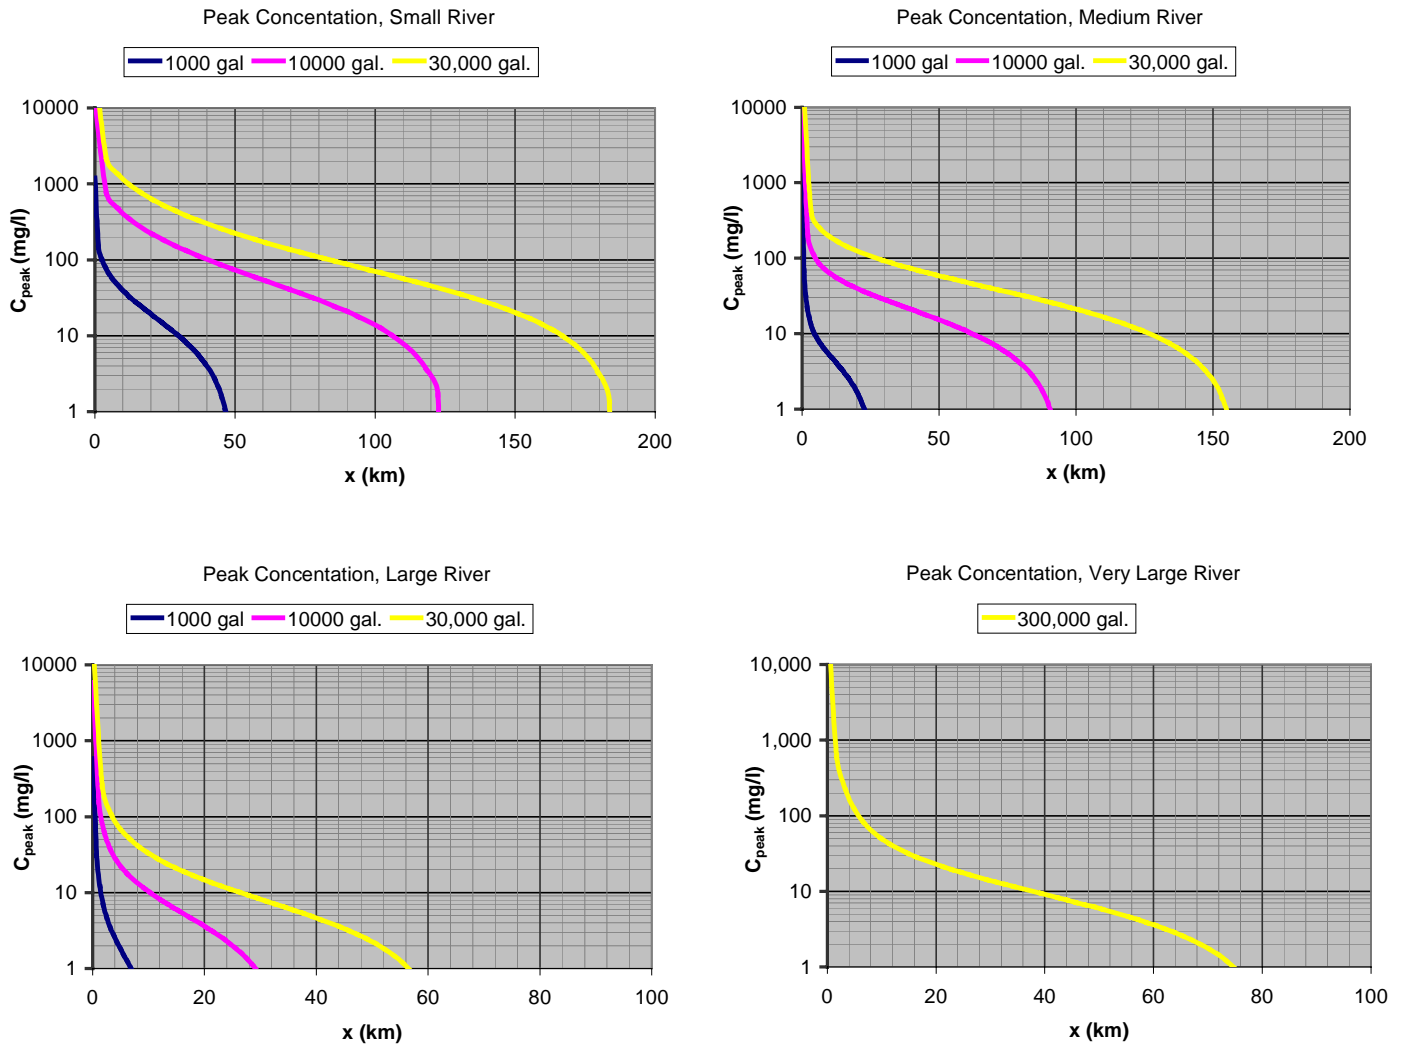 Peak Concentation, Small River
1000 gal 10000 gal. 30,000 gal.
10000
1000
100
10
1
C peak (mg/l)
0 50 100 150 200
x (km)
Peak Concentation, Medium River
1000 gal 10000 gal. 30,000 gal.
10000
1000
100
10
1
C peak (mg/l)
0 50 100 150 200
x (km)
Peak Concentation, Large River
1000 gal 10000 gal. 30,000 gal.
10000
1000
100
10
1
C peak (mg/l)
0 20 40 60 80 100
x (km)
Peak Concentation, Very Large River
300,000 gal.
10,000
1,000
100
10
1
C peak (mg/l)
0 20 40 60 80 100
x (km)